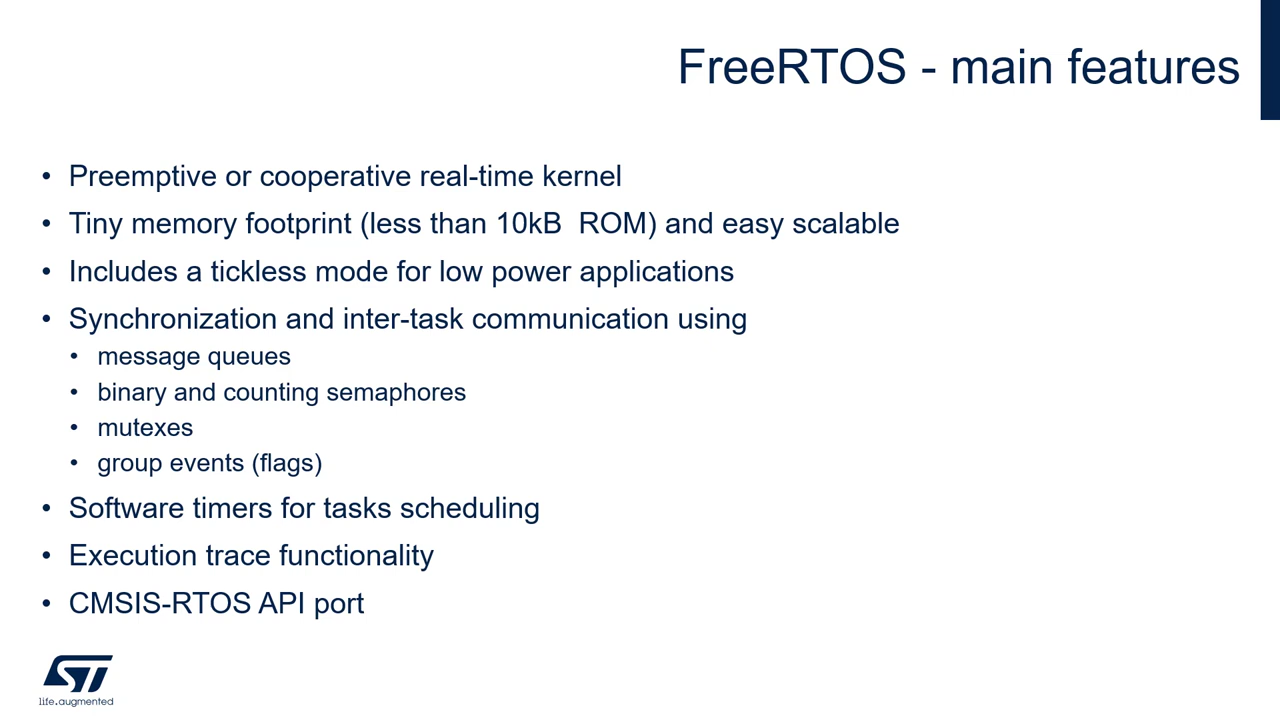 FreeRTOS - main features
• Preemptive or cooperative real-time kernel
• Tiny memory footprint (less than 10kB  ROM) and easy scalable
• Includes a tickless mode for low power applications
• Synchronization and inter-task communication using
• message queues
• binary and counting semaphores
• mutexes
• group events (flags)
• Software timers for tasks scheduling
• Execution trace functionality
• CMSIS-RTOS API port
ST
life.augmented